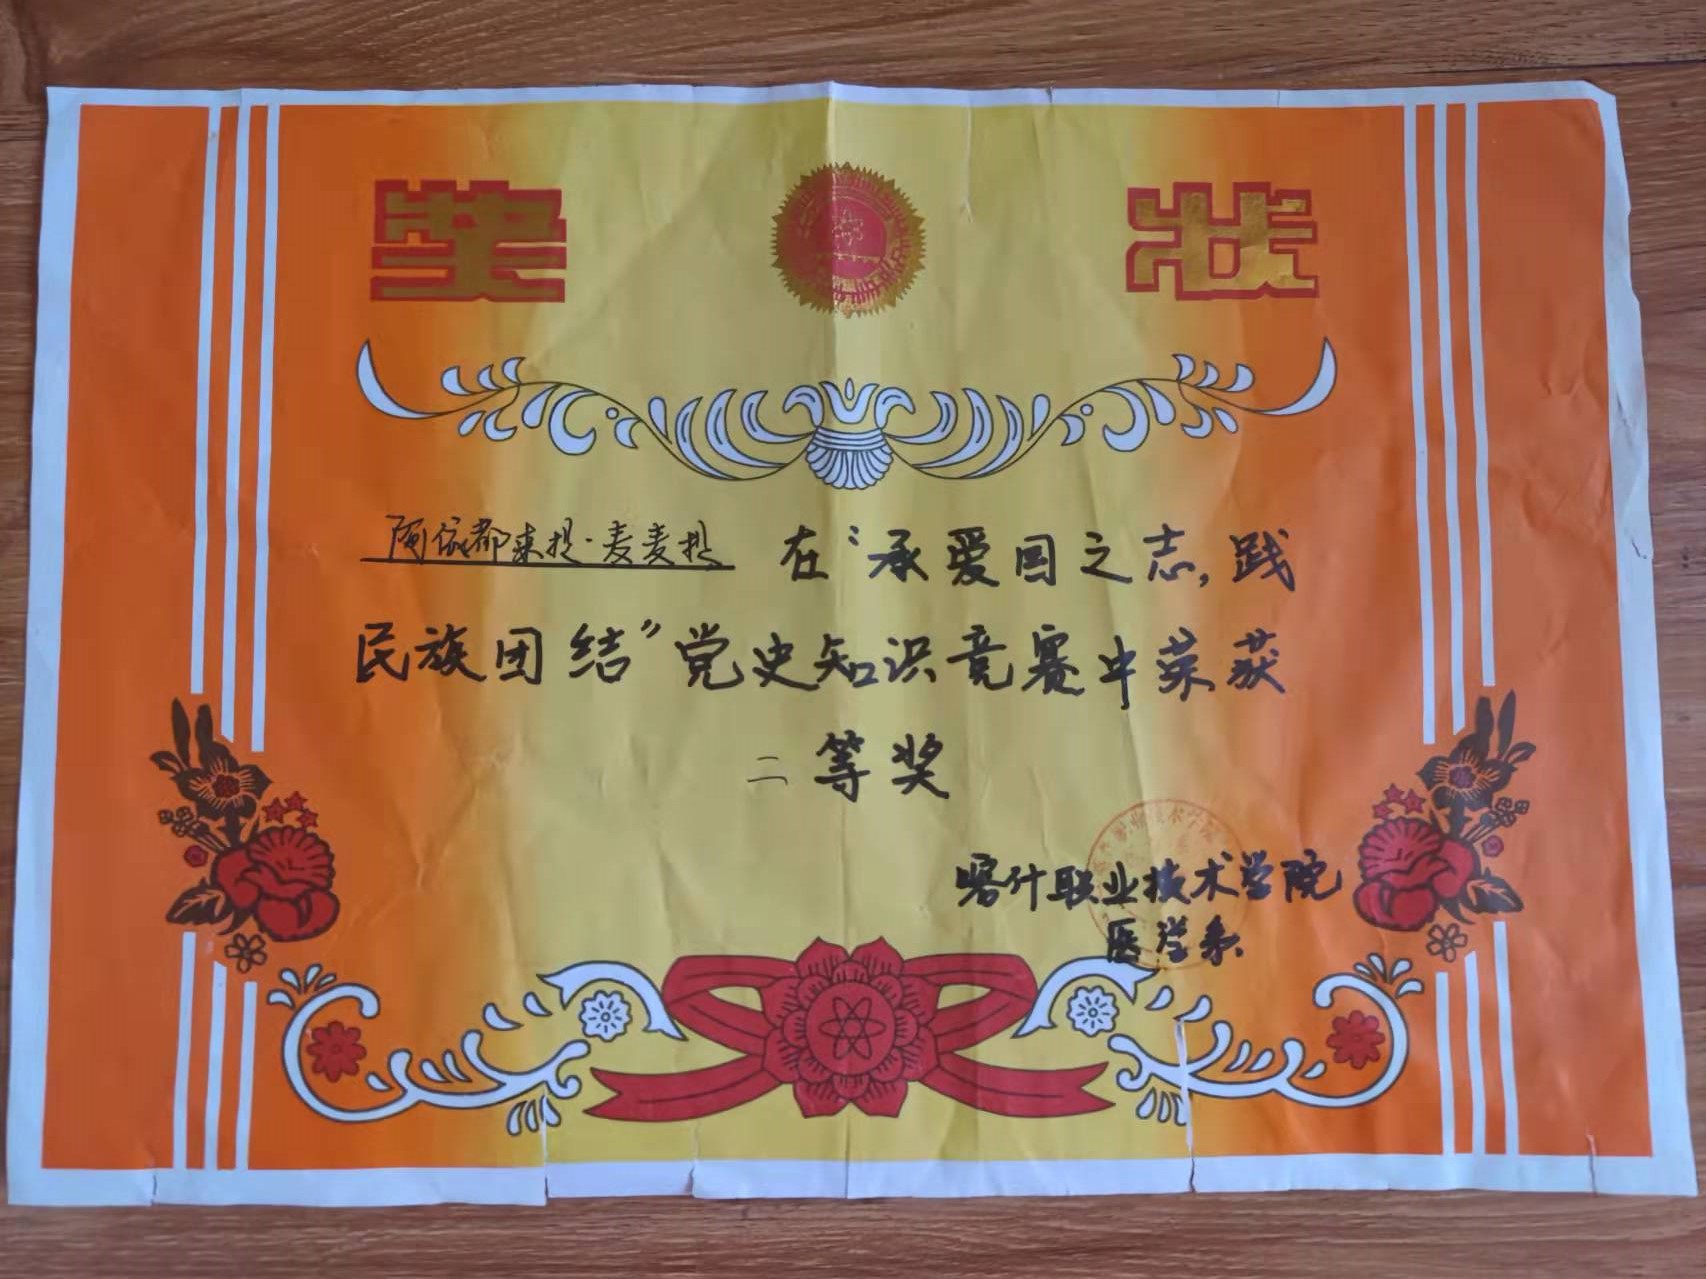 奖状
阿依都来提·麦麦提 在“承爱国之志，践
民族团结”党史知识竞赛中荣获
二等奖
喀什职业技术学院
医学系